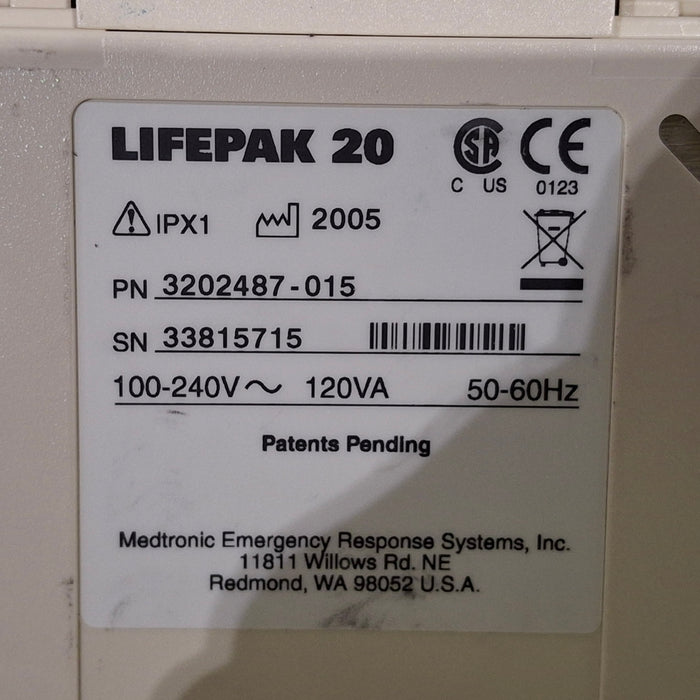 LIFEPAK 20
C US
CE
0123
IPX1 2005
PN 3202487-015
SN 33815715
100-240V~ 120VA 50-60Hz
Patents Pending
Medtronic Emergency Response Systems, Inc.
11811 Willows Rd. NE
Redmond, WA 98052 U.S.A.